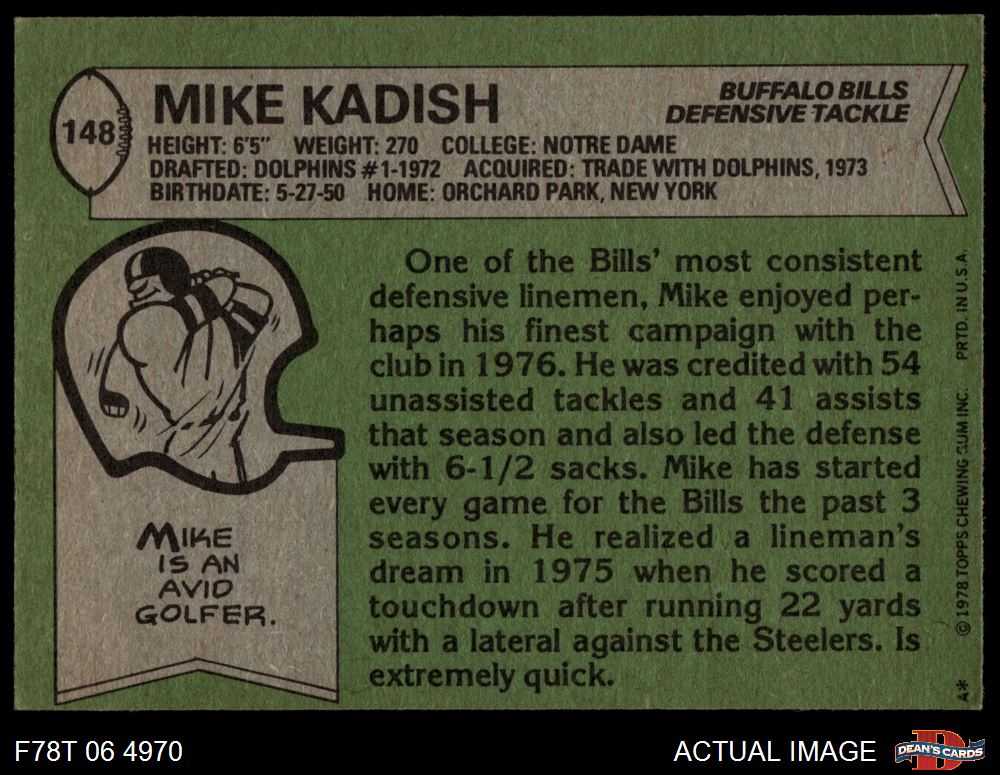 148
MIKE KADISH
BUFFALO BILLS
DEFENSIVE TACKLE
HEIGHT: 6'5" WEIGHT: 270 COLLEGE: NOTRE DAME
DRAFTED: DOLPHINS #1-1972 ACQUIRED: TRADE WITH DOLPHINS, 1973
BIRTHDATE: 5-27-50 HOME: ORCHARD PARK, NEW YORK
MIKE
IS AN
AVID
GOLFER.
One of the Bills' most consistent
defensive linemen, Mike enjoyed per-
haps his finest campaign with the
club in 1976. He was credited with 54
unassisted tackles and 41 assists
that season and also led the defense
with 6-1/2 sacks. Mike has started
every game for the Bills the past 3
seasons. He realized a lineman's
dream in 1975 when he scored a
touchdown after running 22 yards
with a lateral against the Steelers. Is
extremely quick.
A* ©1978 TOPPS CHEWING GUM INC. PRTD. IN U.S.A.
F78T 06 4970
ACTUAL IMAGE
D
DEAN'S CARDS